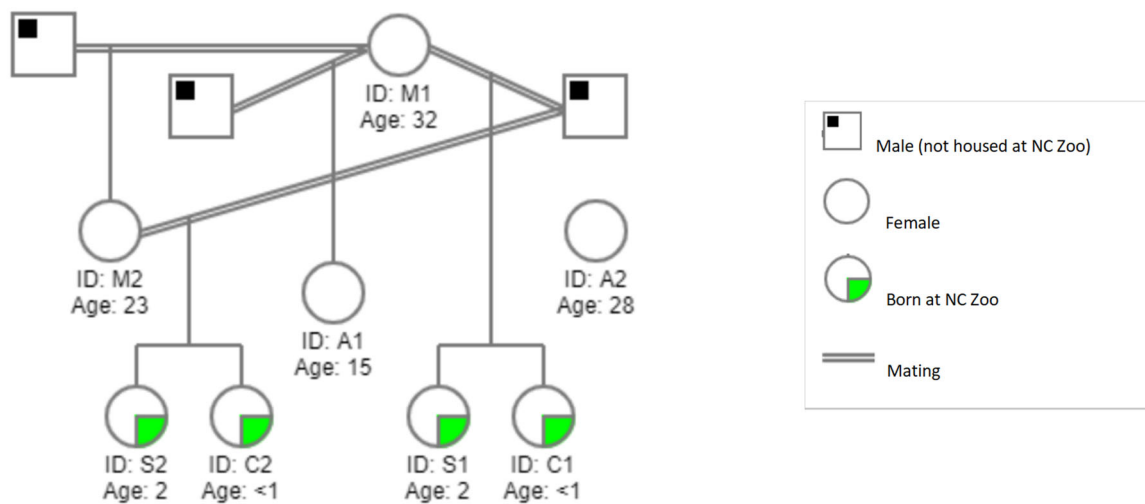 ID: M1
Age: 32
ID: M2
Age: 23
ID: A2
Age: 28
ID: A1
Age: 15
ID: S2
Age: 2
ID: C2
Age: <1
ID: S1
Age: 2
ID: C1
Age: <1
Male (not housed at NC Zoo)
Female
Born at NC Zoo
Mating